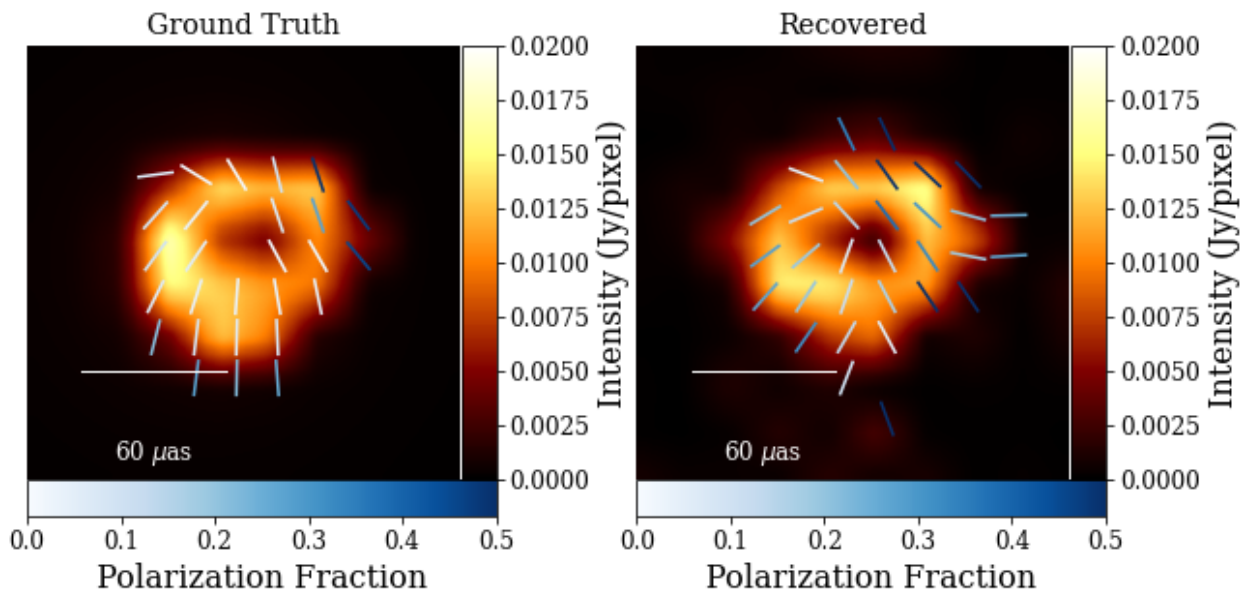 Ground Truth
Recovered
0.0200
0.0175
0.0150
0.0125
0.0100
0.0075
0.0050
0.0025
0.0000
Intensity (Jy/pixel)
0.0200
0.0175
0.0150
0.0125
0.0100
0.0075
0.0050
0.0025
0.0000
Intensity (Jy/pixel)
60 μas
60 μas
0.0 0.1 0.2 0.3 0.4 0.5
0.0 0.1 0.2 0.3 0.4 0.5
Polarization Fraction
Polarization Fraction